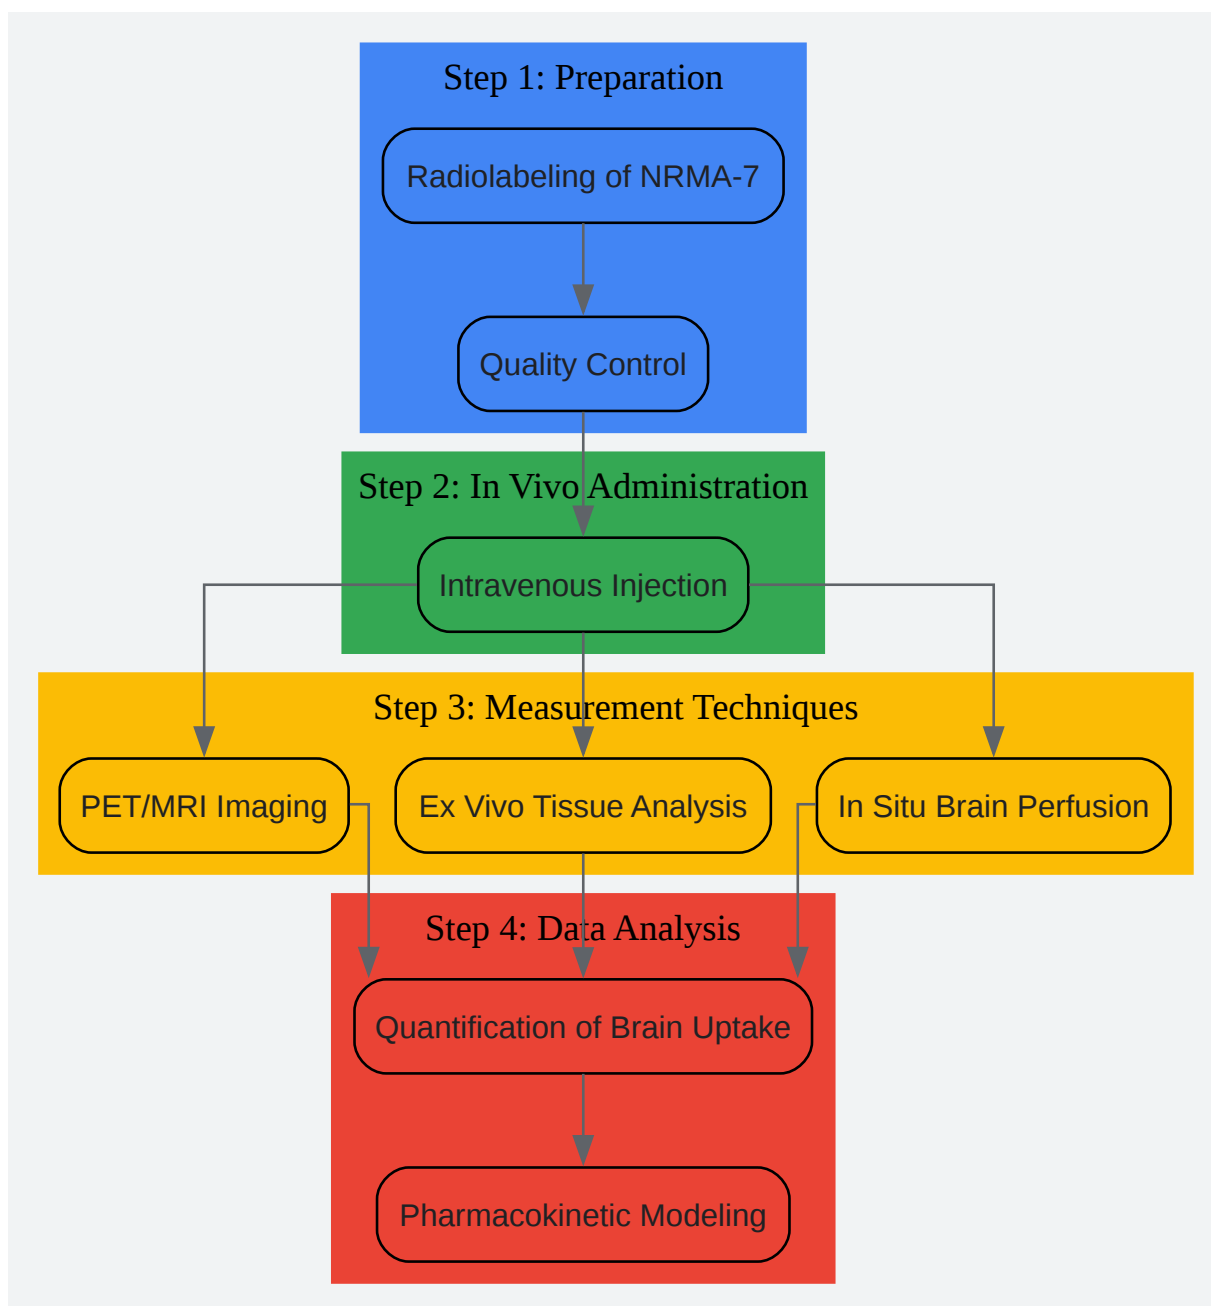 Step 1: Preparation
Radiolabeling of NRMA-7
Quality Control
Step 2: In Vivo Administration
Intravenous Injection
Step 3: Measurement Techniques
PET/MRI Imaging
Ex Vivo Tissue Analysis
In Situ Brain Perfusion
Step 4: Data Analysis
Quantification of Brain Uptake
Pharmacokinetic Modeling